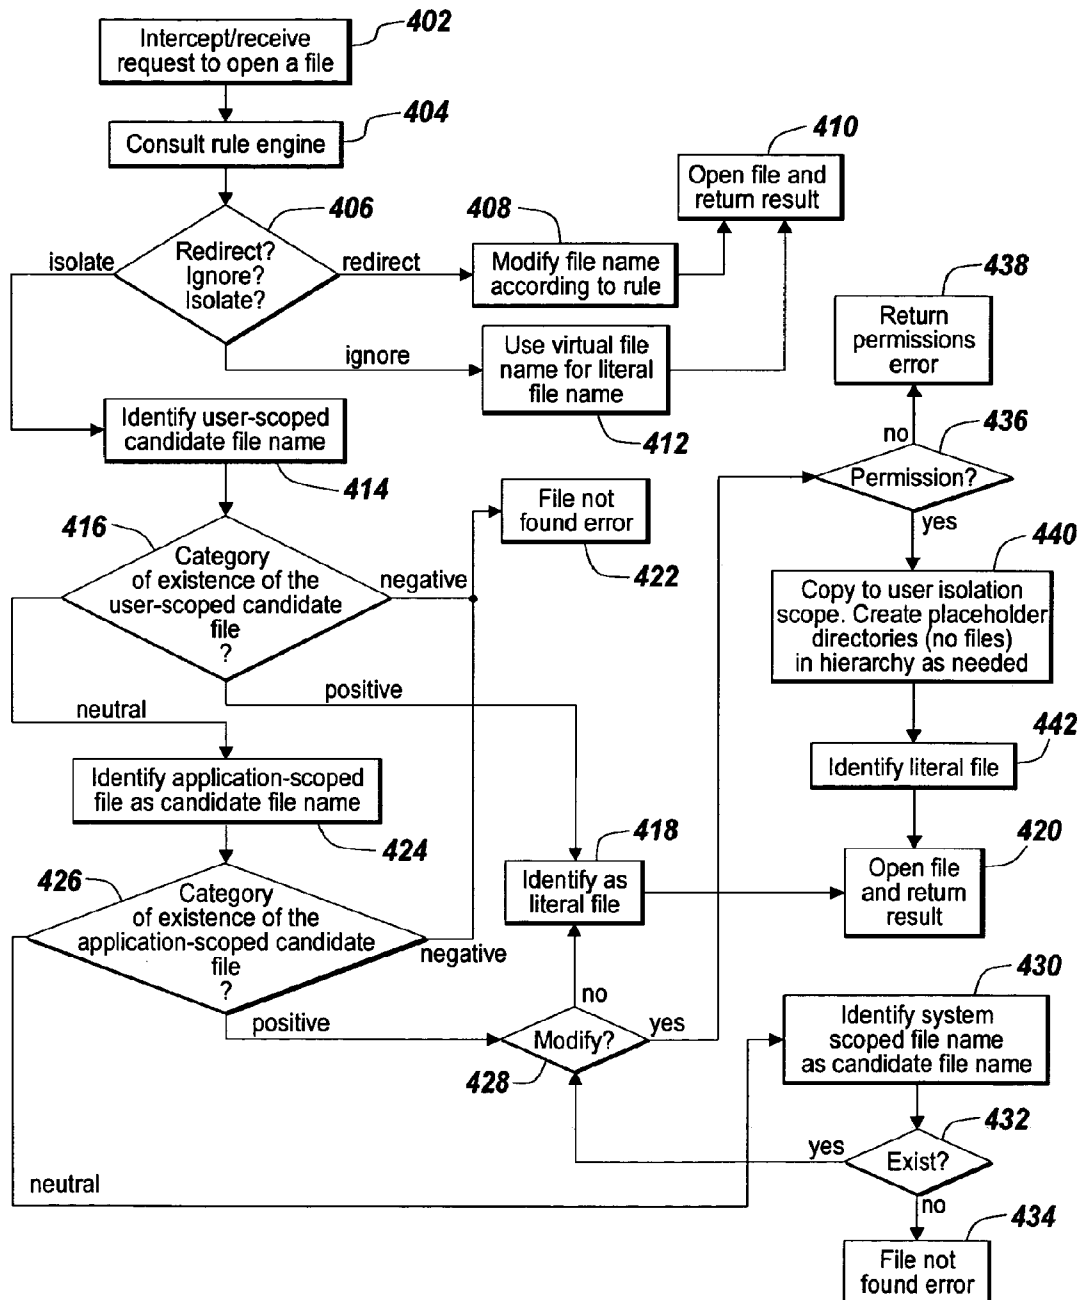 402
Intercept/receive
request to open a file
404
Consult rule engine
410
Open file and
return result
406
Redirect?
Ignore?
Isolate?
isolate
redirect
408
Modify file name
according to rule
438
Return
permissions
error
ignore
Use virtual file
name for literal
file name
412
Identify user-scoped
candidate file name
414
no
436
Permission?
yes
File not
found error
422
416
Category
of existence of the
user-scoped candidate
file
?
negative
positive
neutral
440
Copy to user isolation
scope. Create placeholder
directories (no files)
in hierarchy as needed
442
Identify literal file
Identify application-scoped
file as candidate file name
424
418
Identify as
literal file
420
Open file
and return
result
426
Category
of existence of the
application-scoped candidate
file
?
negative
positive
neutral
no
Modify?
yes
428
430
Identify system
scoped file name
as candidate file name
432
Exist?
yes
no
434
File not
found error